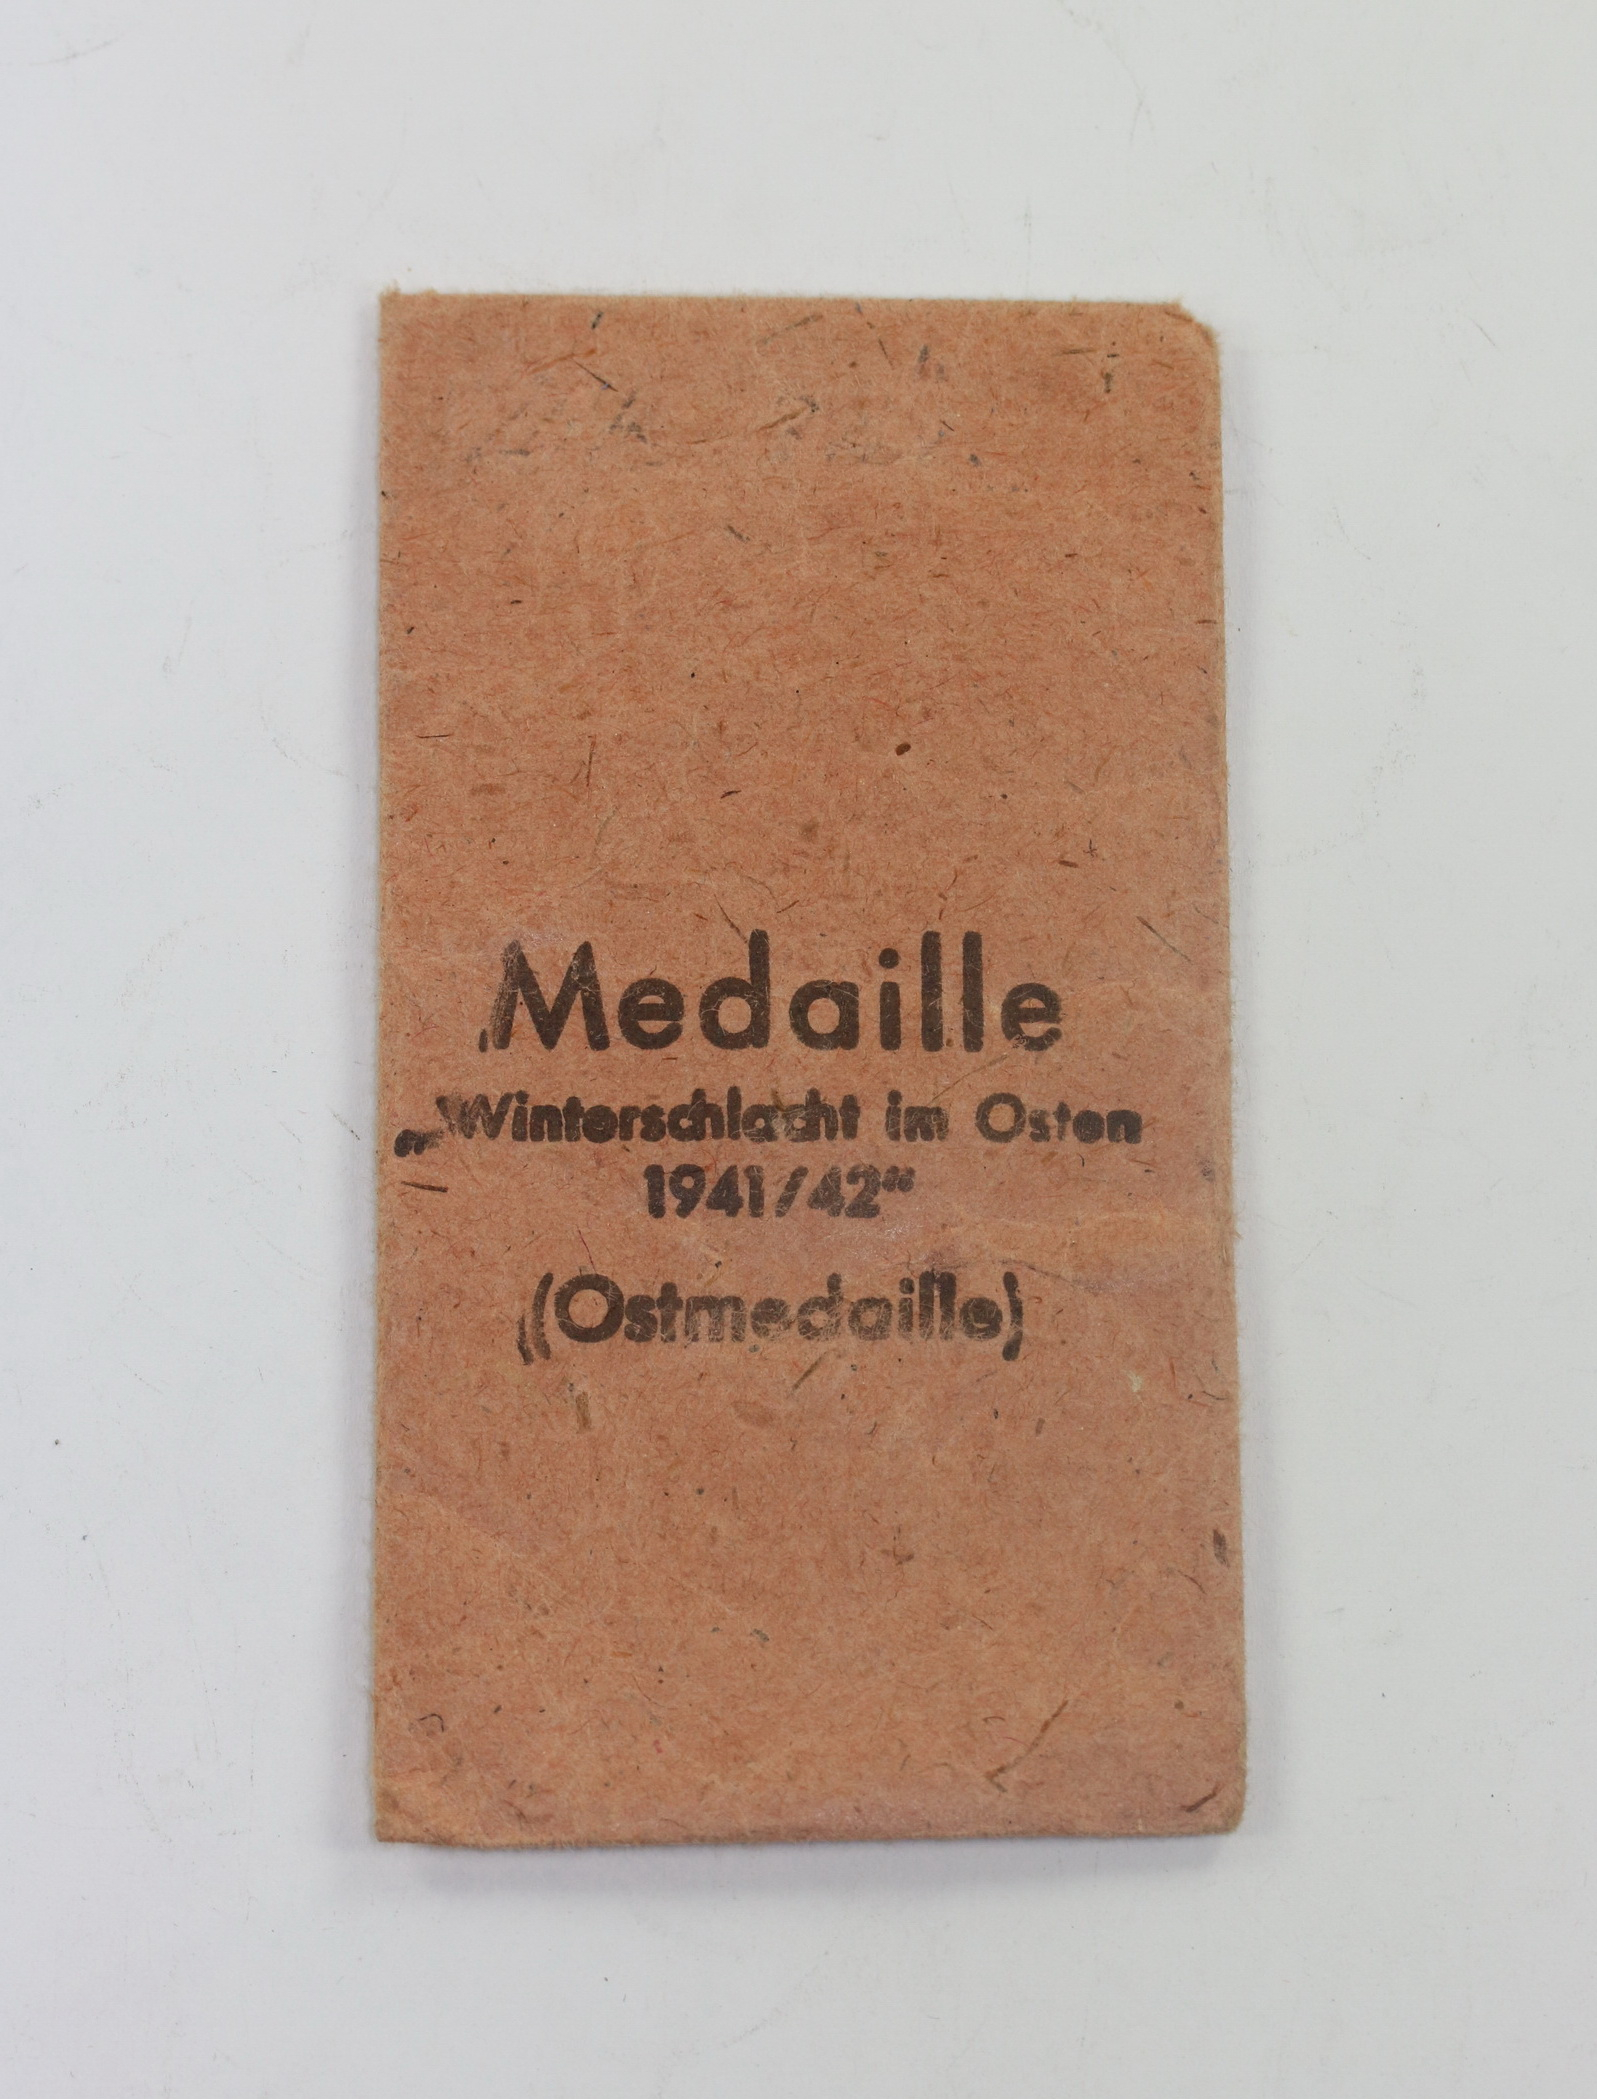 Medaille
„Winterschlacht im Osten
1941/42“
(Ostmedaille)